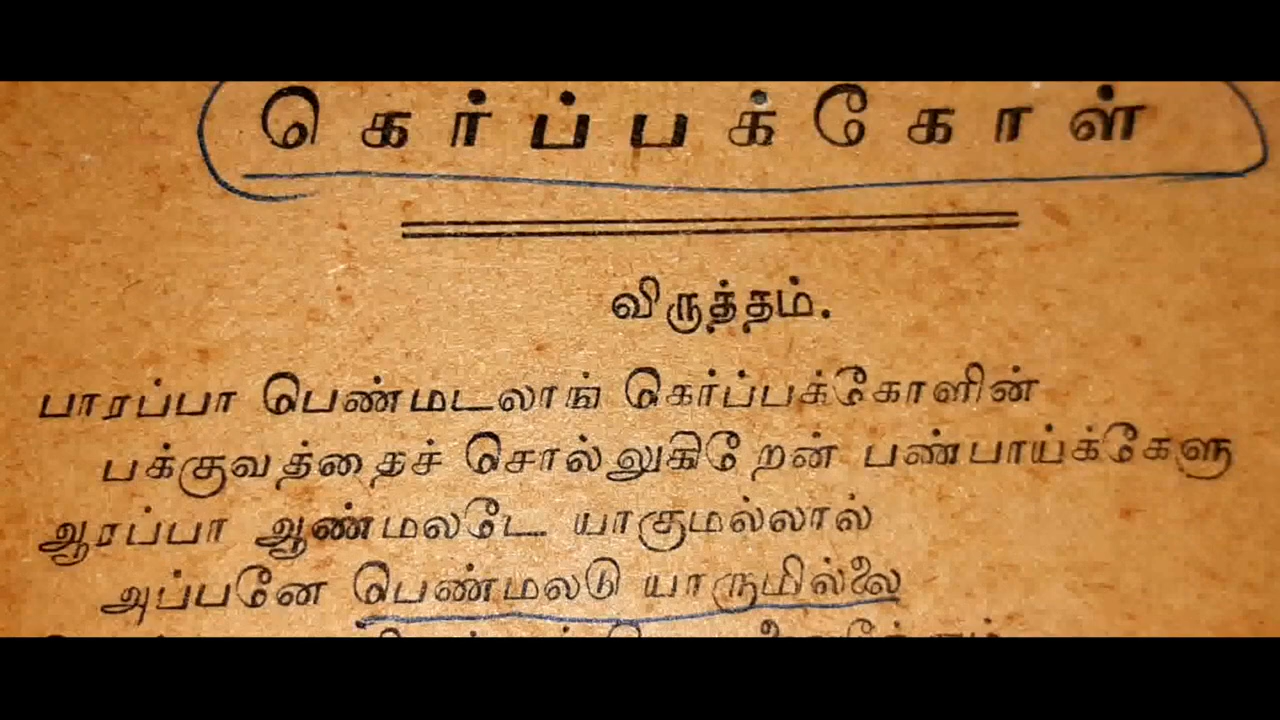 கெர்ப்பக்கோள்
விருத்தம்.
பாரப்பா பெண்மடலாங் கெர்ப்பக்கோளின்
பக்குவத்தைச் சொல்லுகிறேன் பண்பாய்க்கேளு
ஆரப்பா ஆண்மலடே யாகுமல்லால்
அப்பனே பெண்மலடு யாருமில்லை